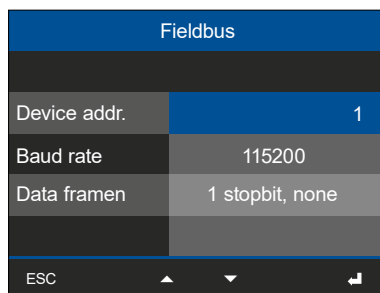 Fieldbus
Device addr. 1
Baud rate 115200
Data framen 1 stopbit, none
ESC